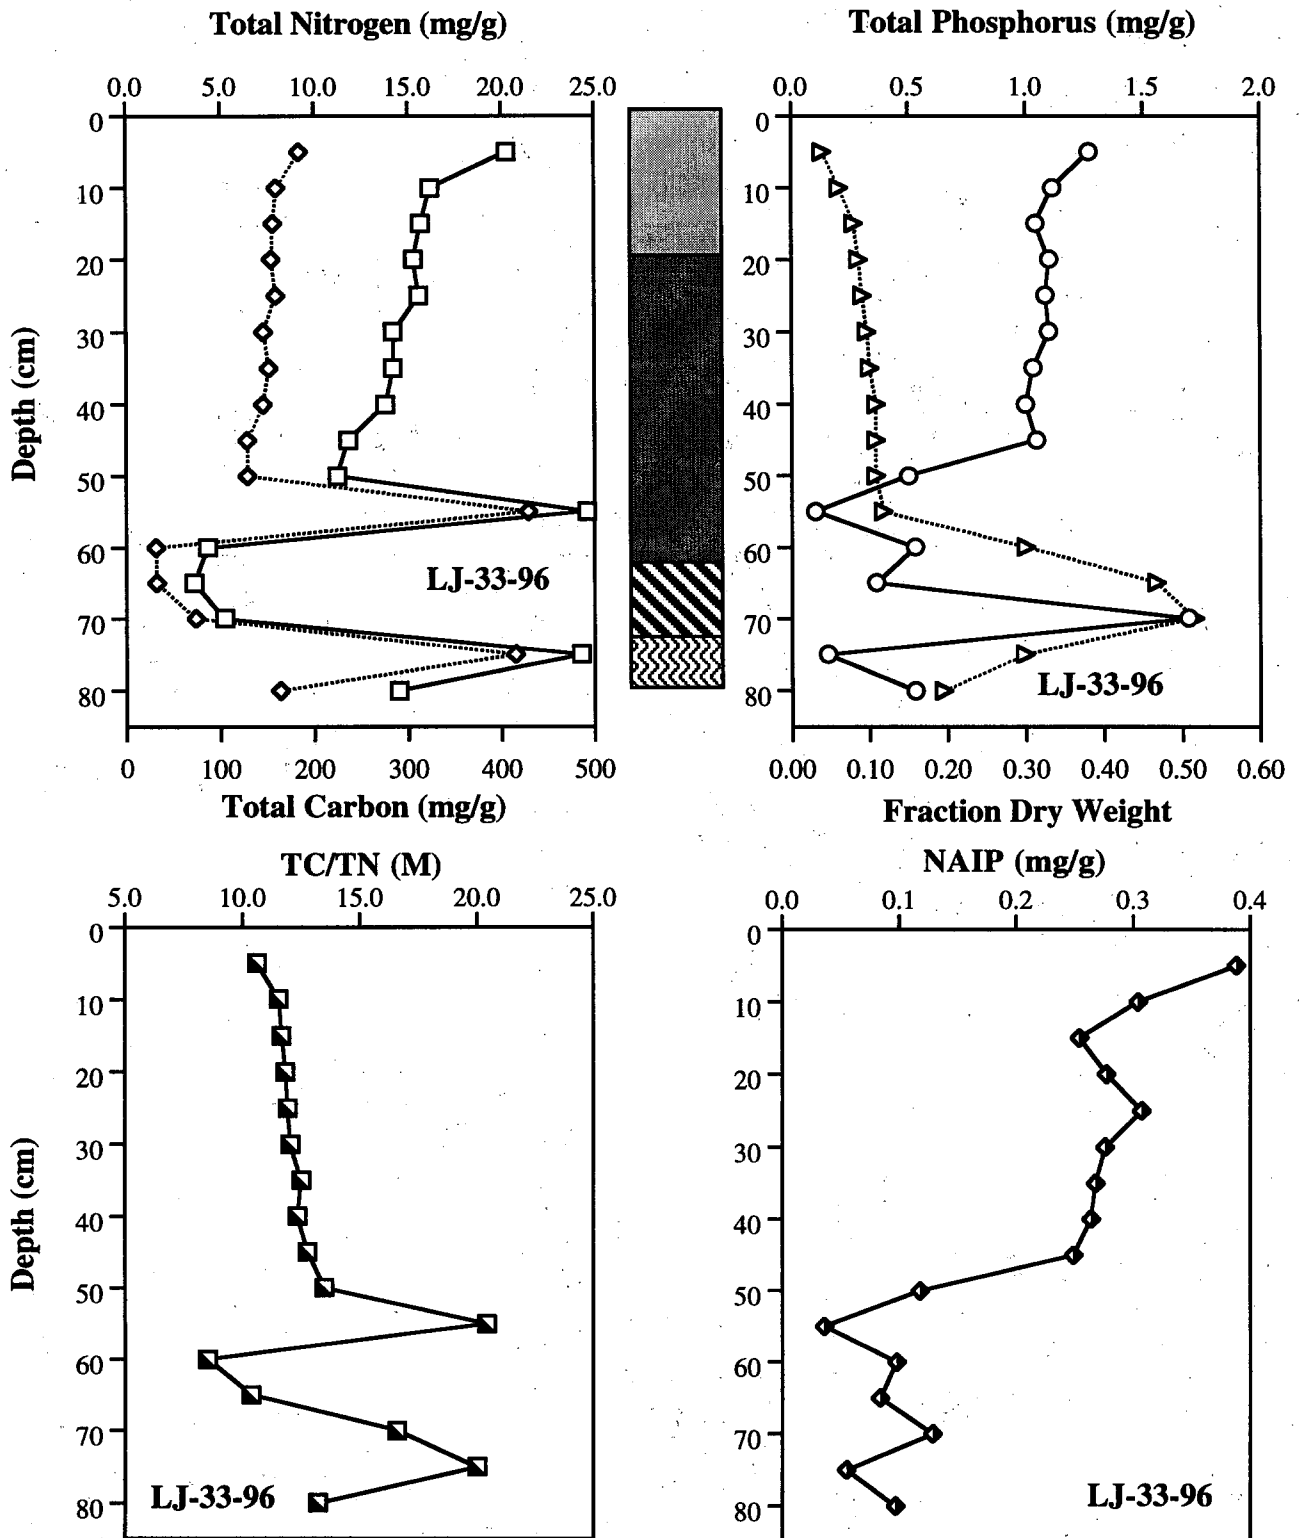 Total Nitrogen (mg/g)
0.0 5.0 10.0 15.0 20.0 25.0
0
10
20
30
40
50
60
70
80
Depth (cm)
LJ-33-96
0 100 200 300 400 500
Total Carbon (mg/g)
Total Phosphorus (mg/g)
0.0 0.5 1.0 1.5 2.0
0
10
20
30
40
50
60
70
80
LJ-33-96
0.00 0.10 0.20 0.30 0.40 0.50 0.60
Fraction Dry Weight
TC/TN (M)
5.0 10.0 15.0 20.0 25.0
0
10
20
30
40
50
60
70
80
Depth (cm)
LJ-33-96
NAIP (mg/g)
0.0 0.1 0.2 0.3 0.4
0
10
20
30
40
50
60
70
80
LJ-33-96